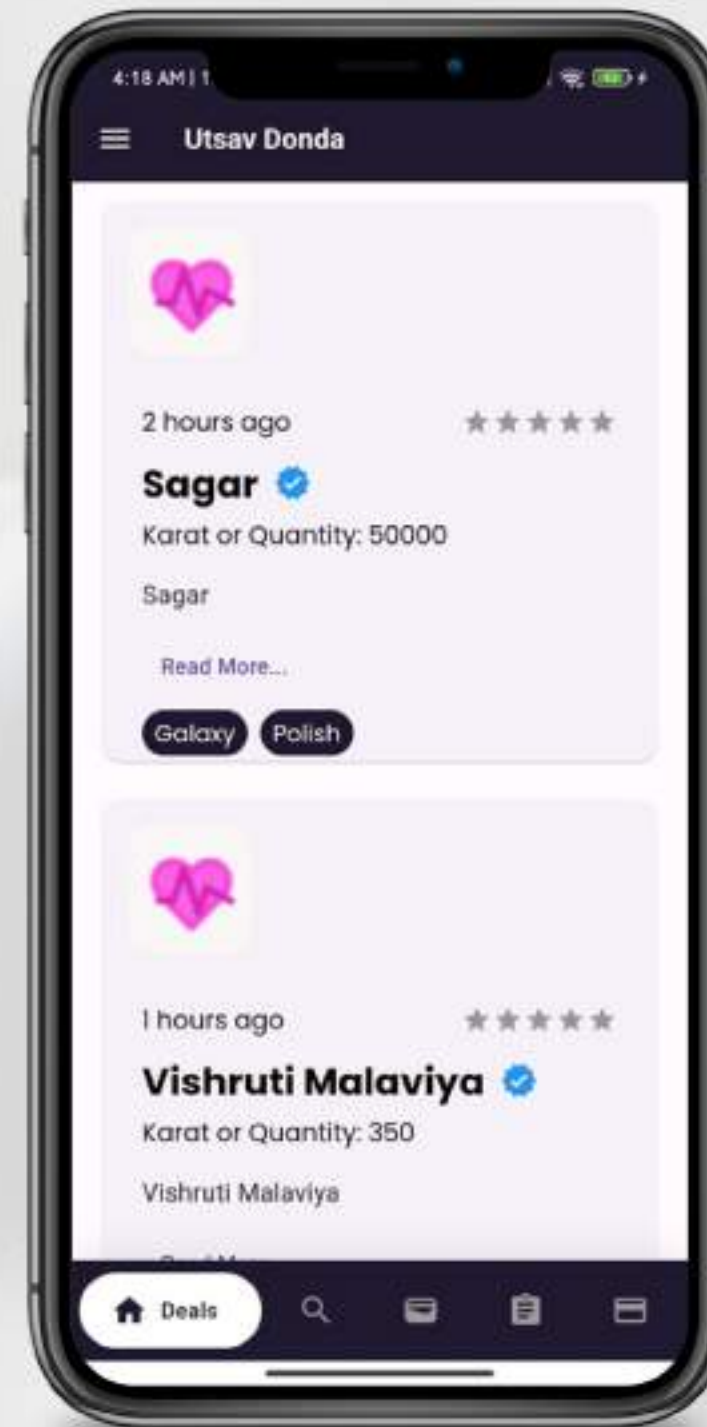 4:18 AM | 1
Utsav Donda
2 hours ago
Sagar
Karat or Quantity: 50000
Sagar
Read More...
Galaxy Polish
1 hours ago
Vishruti Malaviya
Karat or Quantity: 350
Vishruti Malaviya
Deals